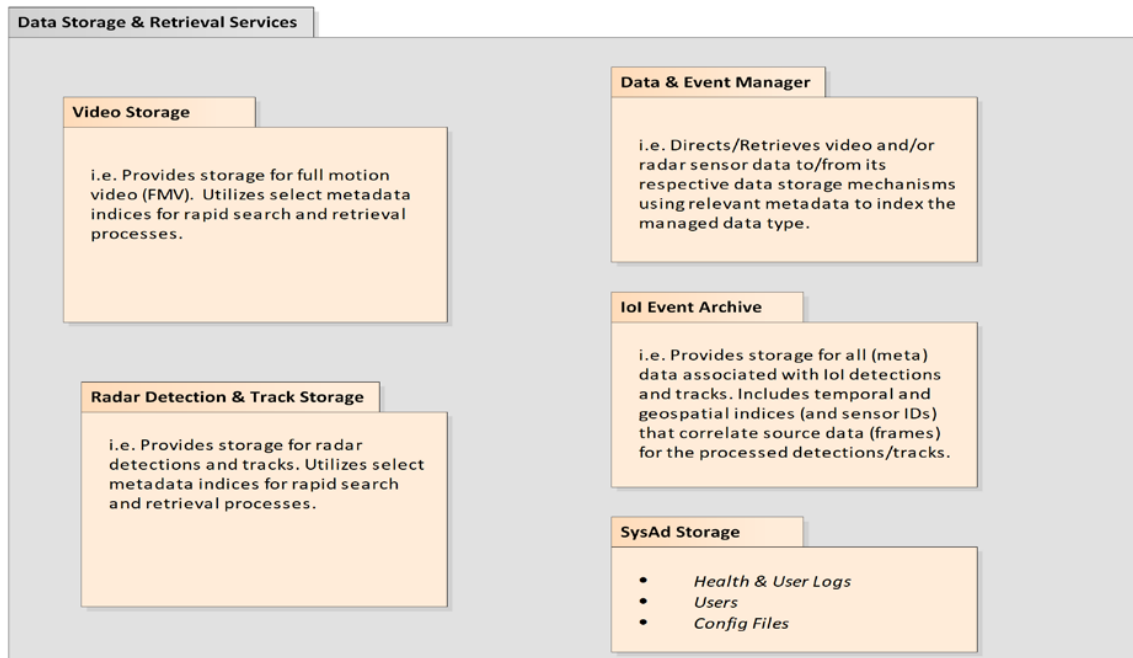 Data Storage & Retrieval Services
Video Storage
i.e. Provides storage for full motion
video (FMV).  Utilizes select metadata
indices for rapid search and retrieval
processes.
Radar Detection & Track Storage
i.e. Provides storage for radar
detections and tracks. Utilizes select
metadata indices for rapid search
and retrieval processes.
Data & Event Manager
i.e. Directs/Retrieves video and/or
radar sensor data to/from its
respective data storage mechanisms
using relevant metadata to index the
managed data type.
IoI Event Archive
i.e. Provides storage for all (meta)
data associated with IoI detections
and tracks. Includes temporal and
geospatial indices (and sensor IDs)
that correlate source data (frames)
for the processed detections/tracks.
SysAd Storage
• Health & User Logs
• Users
• Config Files